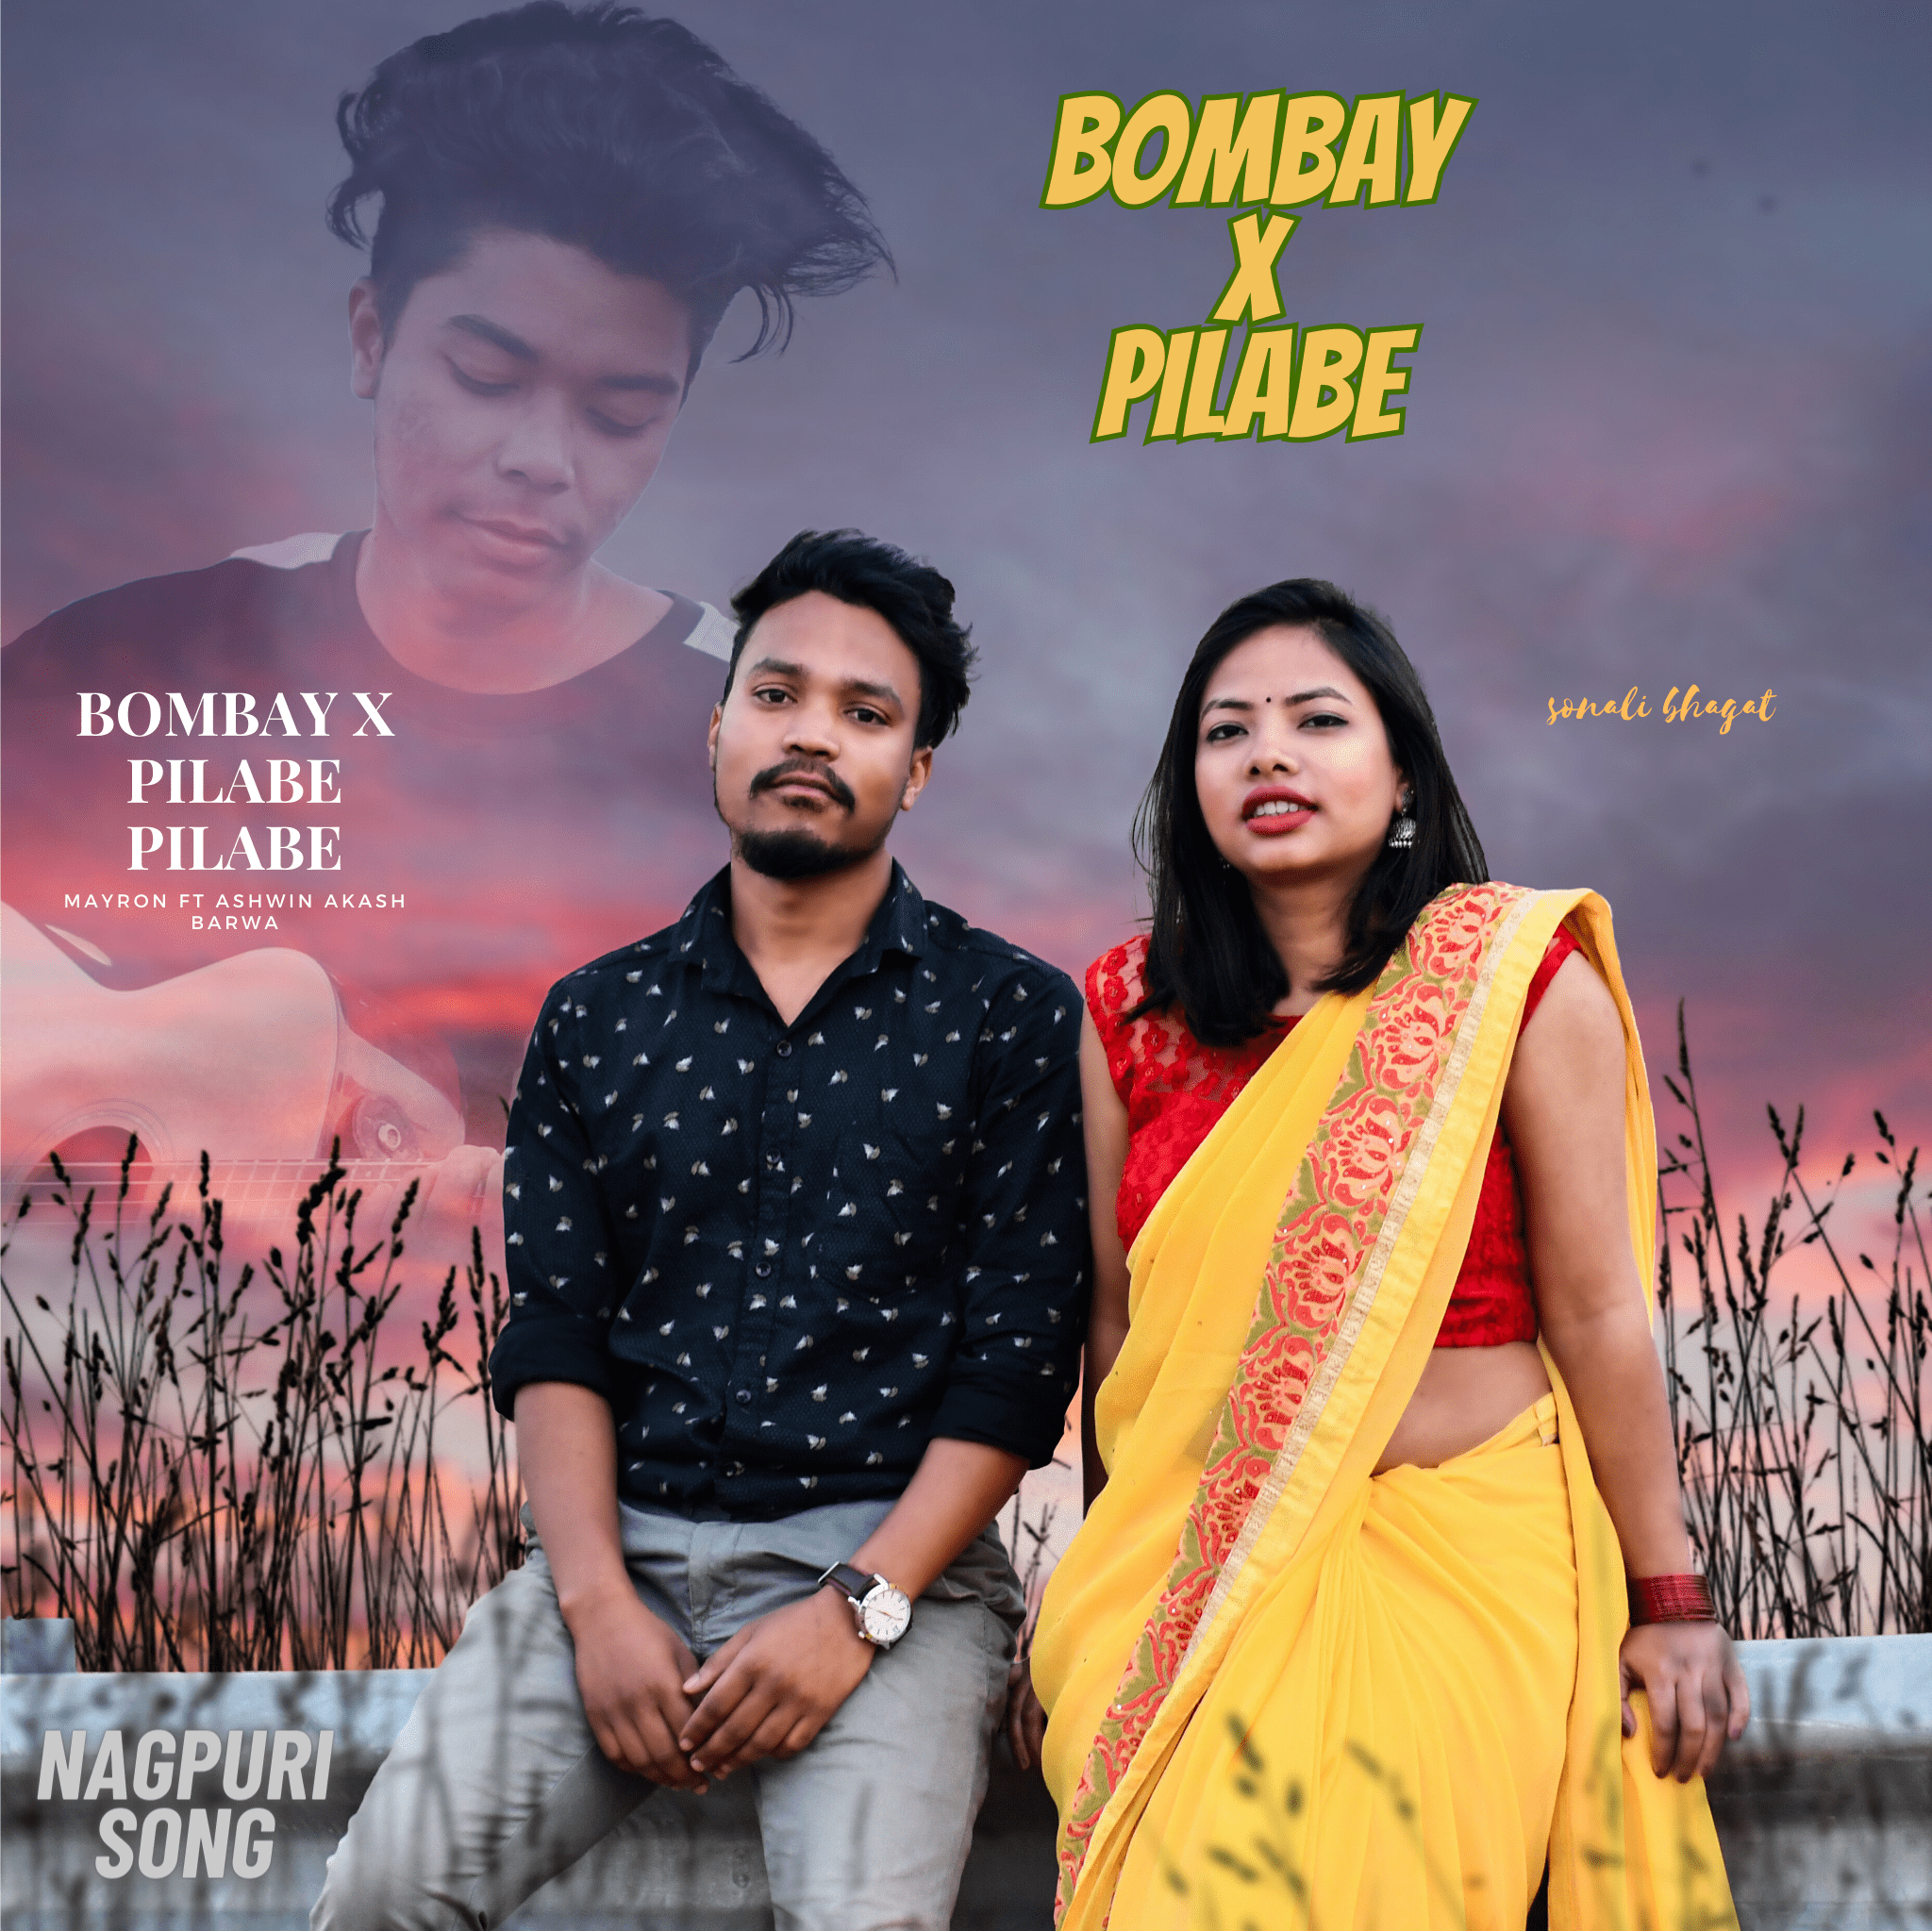 BOMBAY
X
PILABE
sonali bhagat
BOMBAY X
PILABE
PILABE
MAYRON FT ASHWIN AKASH
BARWA
NAGPURI
SONG